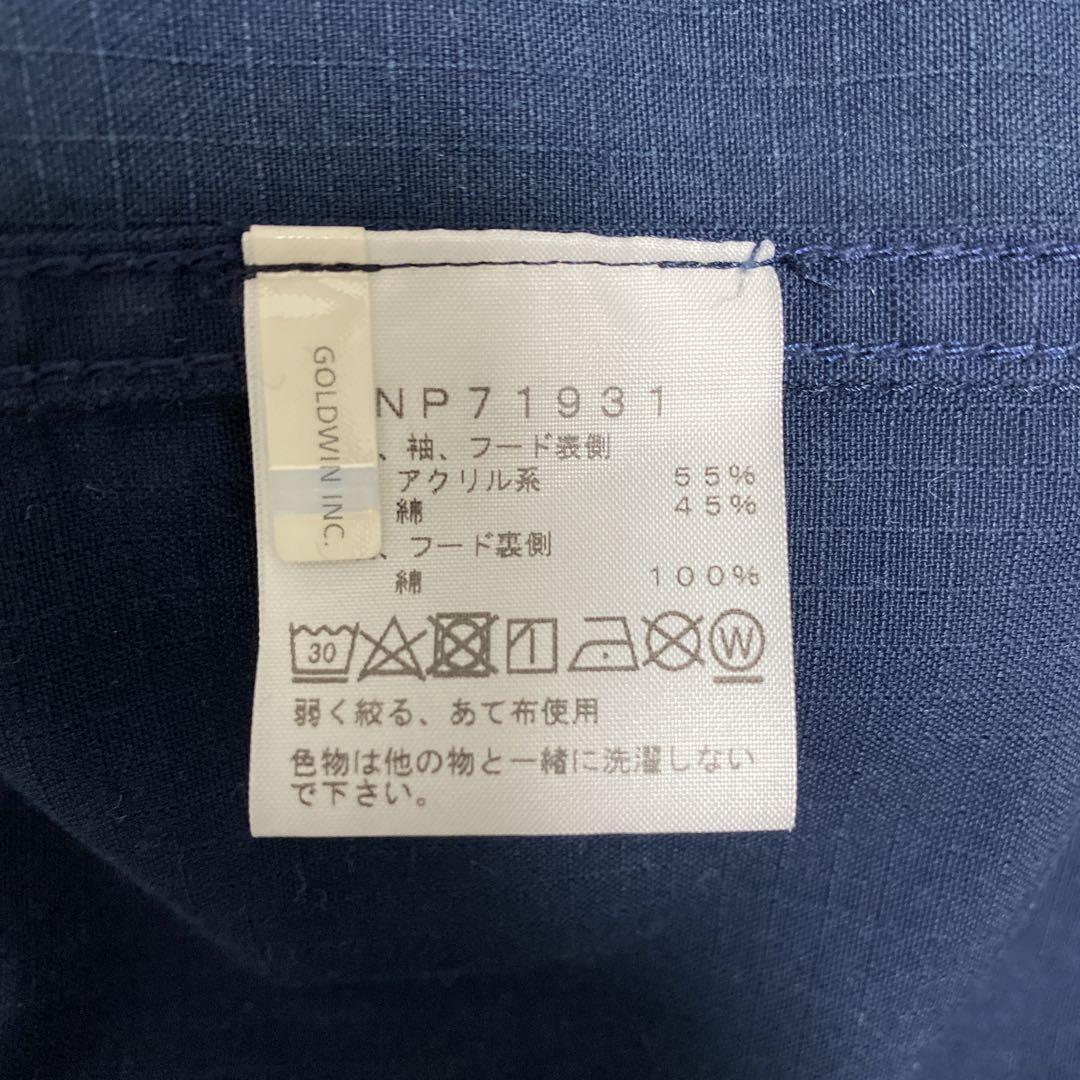 GOLDWIN INC.
NP71931
、袖、フード表側
アクリル系 55%
綿 45%
、フード裏側
綿 100%
30
W
弱く絞る、あて布使用
色物は他の物と一緒に洗濯しない
で下さい。